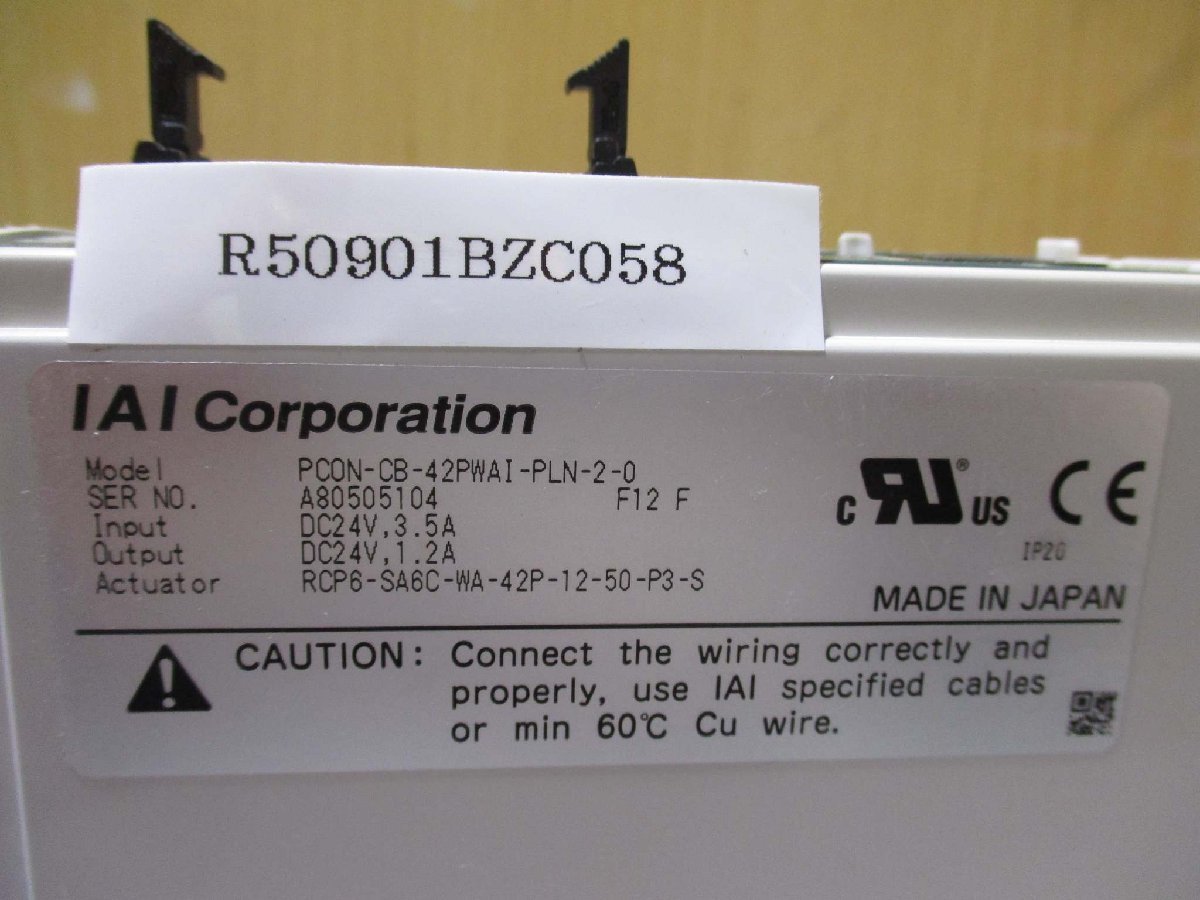 R50901BZC058
IAI Corporation
Model PCON-CB-42PWAI-PLN-2-0
SER NO. A80505104 F12 F
Input DC24V,3.5A
Output DC24V,1.2A
Actuator RCP6-SA6C-WA-42P-12-50-P3-S
c RU ® US CE
IP20
MADE IN JAPAN
CAUTION: Connect the wiring correctly and
properly, use IAI specified cables
or min 60℃ Cu wire.